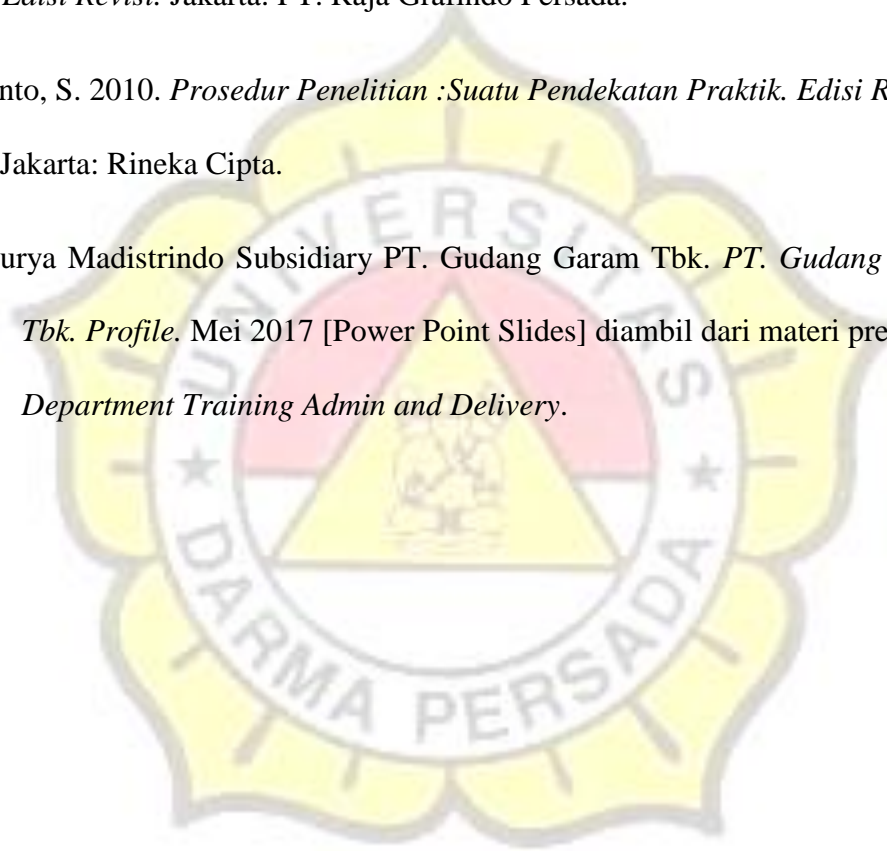 Edisi Revisi. Jakarta: PT. Raja Grafindo Persada.
nto, S. 2010. Prosedur Penelitian :Suatu Pendekatan Praktik. Edisi R
Jakarta: Rineka Cipta.
urya Madistrindo Subsidiary PT. Gudang Garam Tbk. PT. Gudang
Tbk. Profile. Mei 2017 [Power Point Slides] diambil dari materi pre
Department Training Admin and Delivery.
UNIVERSITAS
DARMA PERSADA